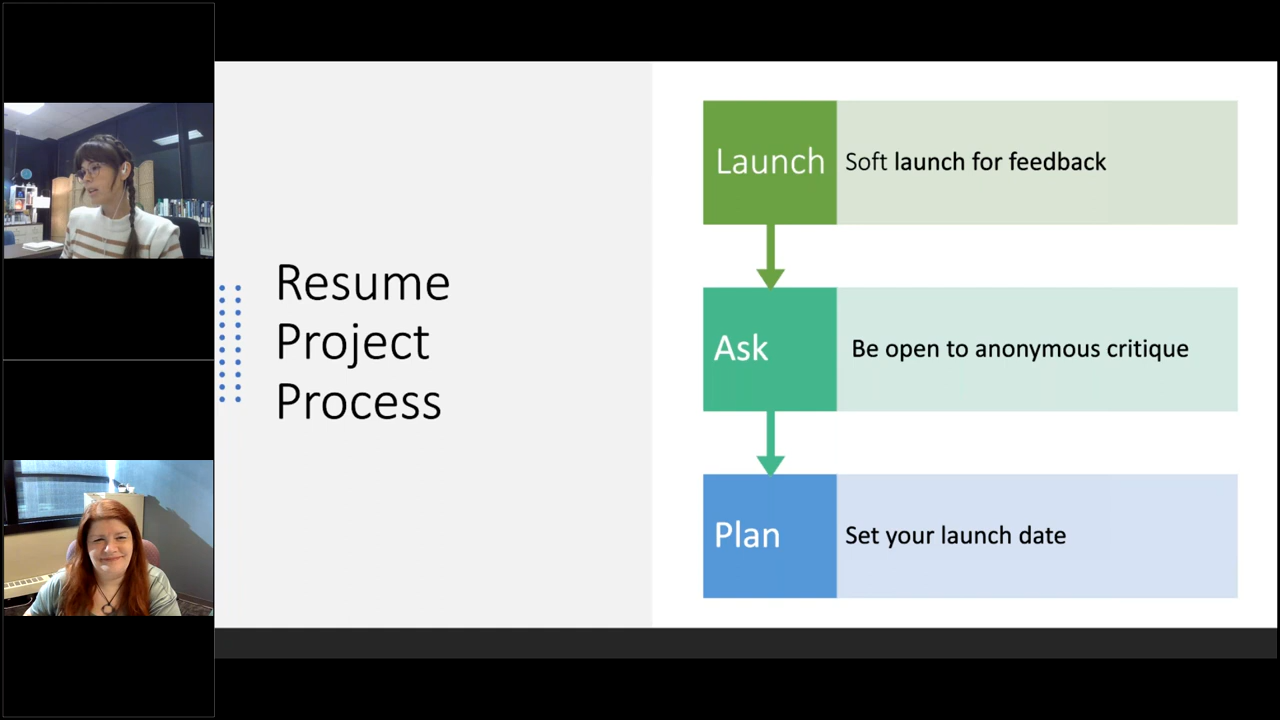 Resume
Project
Process
Launch
Soft launch for feedback
Ask
Be open to anonymous critique
Plan
Set your launch date